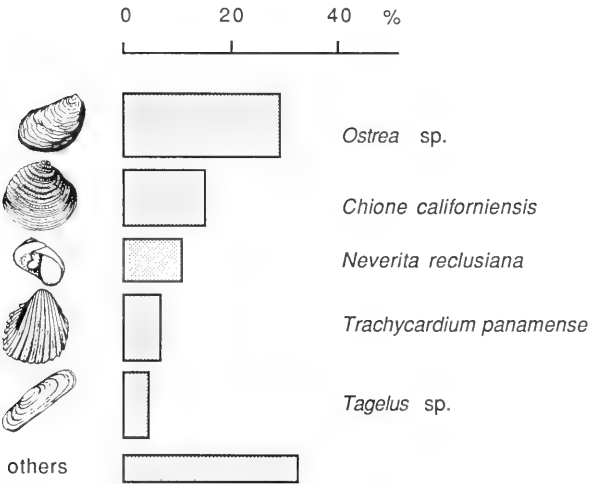 0 20 40 %
Ostrea sp.
Chione californiensis
Neverita reclusiana
Trachycardium panamense
Tagelus sp.
others